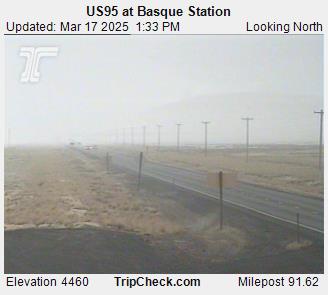 US95 at Basque Station
Updated: Mar 17 2025 1:33 PM Looking North
Elevation 4460 TripCheck.com Milepost 91.62